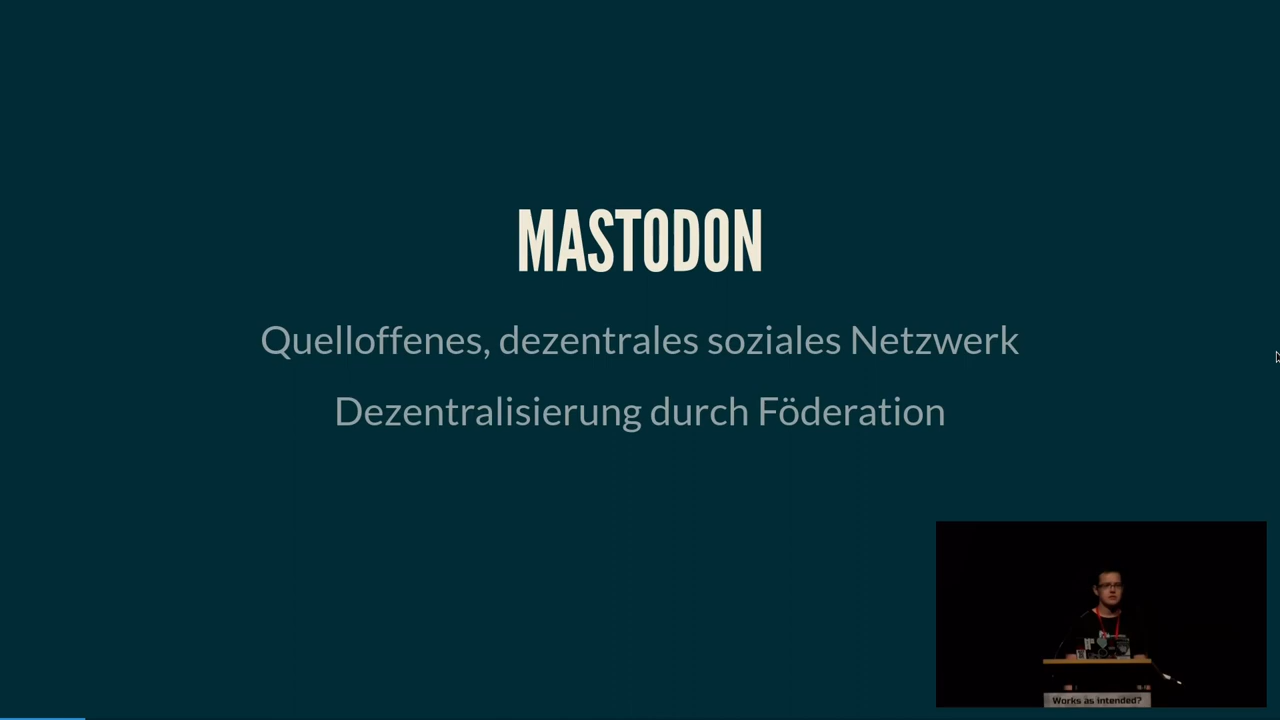 MASTODON
Quelloffenes, dezentrales soziales Netzwerk
Dezentralisierung durch Föderation
Works as intended?